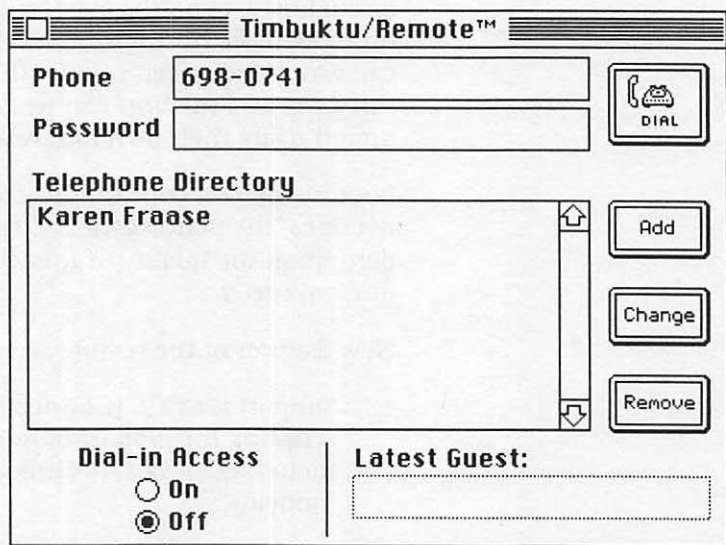 Timbuktu/Remote™
Phone 698-0741
DIAL
Password
Telephone Directory
Karen Fraase
Add
Change
Remove
Dial-in Access
On
Off
Latest Guest: